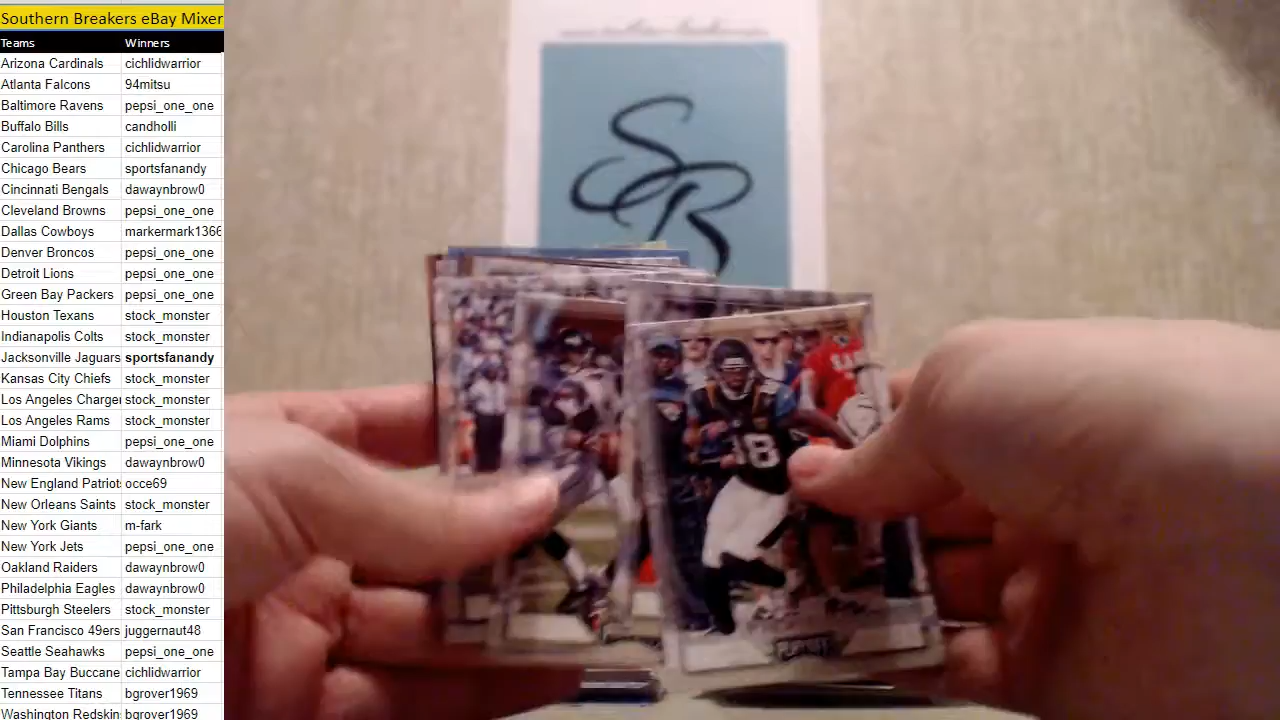 Southern Breakers eBay Mixer
Teams Winners
Arizona Cardinals cichlidwarrior
Atlanta Falcons 94mitsu
Baltimore Ravens pepsi_one_one
Buffalo Bills candholli
Carolina Panthers cichlidwarrior
Chicago Bears sportsfanandy
Cincinnati Bengals dawaynbrow0
Cleveland Browns pepsi_one_one
Dallas Cowboys markermark1366
Denver Broncos pepsi_one_one
Detroit Lions pepsi_one_one
Green Bay Packers pepsi_one_one
Houston Texans stock_monster
Indianapolis Colts stock_monster
Jacksonville Jaguars sportsfanandy
Kansas City Chiefs stock_monster
Los Angeles Charger stock_monster
Los Angeles Rams stock_monster
Miami Dolphins pepsi_one_one
Minnesota Vikings dawaynbrow0
New England Patriots occe69
New Orleans Saints stock_monster
New York Giants m-fark
New York Jets pepsi_one_one
Oakland Raiders dawaynbrow0
Philadelphia Eagles dawaynbrow0
Pittsburgh Steelers stock_monster
San Francisco 49ers juggernaut48
Seattle Seahawks pepsi_one_one
Tampa Bay Buccane cichlidwarrior
Tennessee Titans bgrover1969
Washington Redskin bgrover1969
SR
18